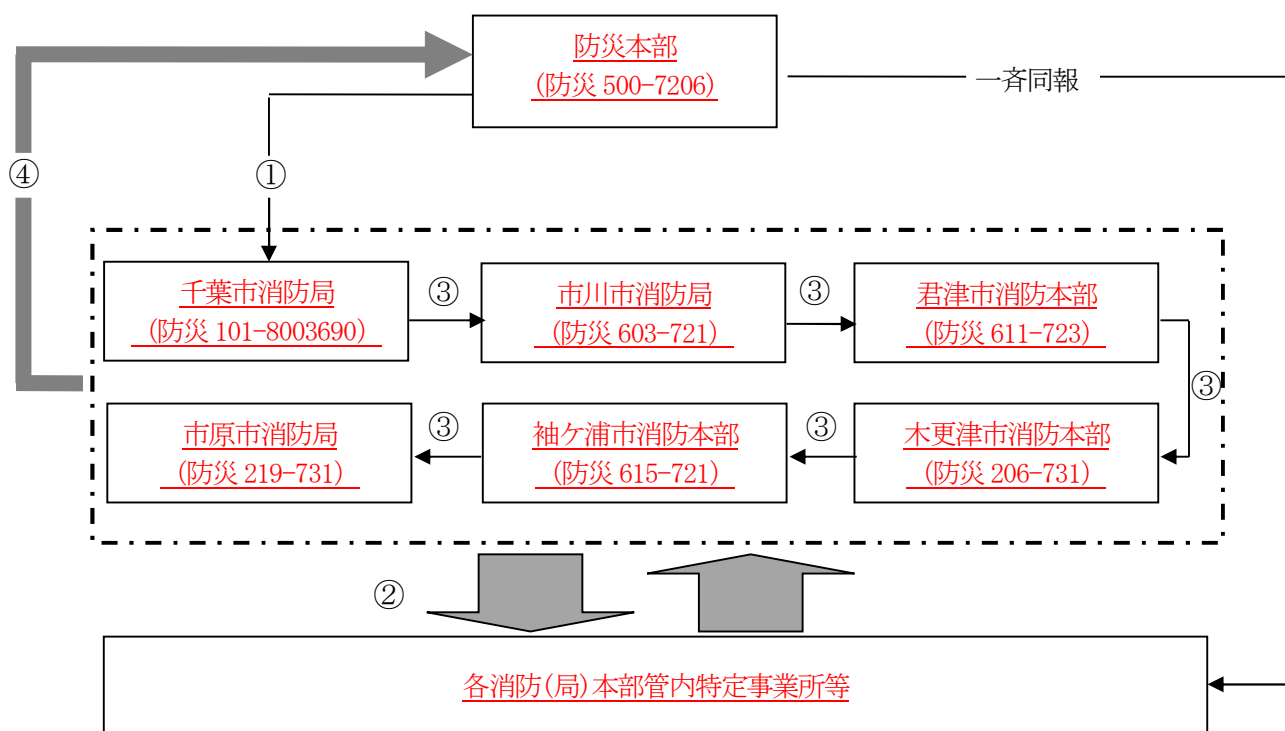 防災本部
(防災 500-7206)
一斉同報
④
①
千葉市消防局
(防災 101-8003690)
③
市川市消防局
(防災 603-721)
③
君津市消防本部
(防災 611-723)
③
市原市消防局
(防災 219-731)
③
袖ケ浦市消防本部
(防災 615-721)
③
木更津市消防本部
(防災 206-731)
②
各消防(局)本部管内特定事業所等